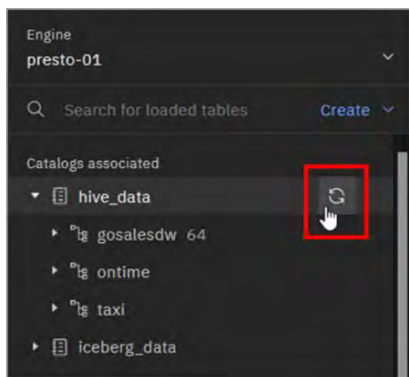 Engine
presto-01
Search for loaded tables Create
Catalogs associated
hive_data
gosalesdw 64
ontime
taxi
iceberg_data